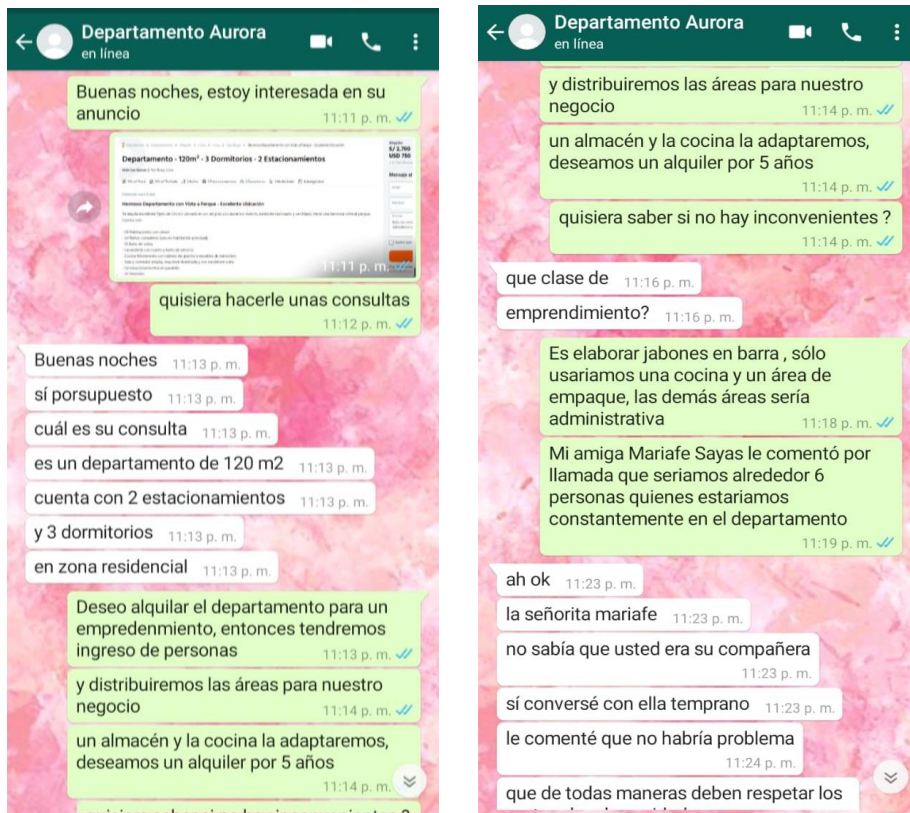 Departamento Aurora
en línea
Buenas noches, estoy interesada en su
anuncio
11:11 p. m.
Departamento - 120m² - 3 Dormitorios - 2 Estacionamientos
S/ 2,700
USD 760
Hermoso Departamento con Vista a Parque - Excelente Ubicación
11:11 p. m.
quisiera hacerle unas consultas
11:12 p. m.
Buenas noches 11:13 p. m.
sí porsupuesto 11:13 p. m.
cuál es su consulta 11:13 p. m.
es un departamento de 120 m2 11:13 p. m.
cuenta con 2 estacionamientos 11:13 p. m.
y 3 dormitorios 11:13 p. m.
en zona residencial 11:13 p. m.
Deseo alquilar el departamento para un
empredenmiento, entonces tendremos
ingreso de personas 11:13 p. m.
y distribuiremos las áreas para nuestro
negocio 11:14 p. m.
un almacén y la cocina la adaptaremos,
deseamos un alquiler por 5 años
11:14 p. m.
Departamento Aurora
en línea
y distribuiremos las áreas para nuestro
negocio 11:14 p. m.
un almacén y la cocina la adaptaremos,
deseamos un alquiler por 5 años
11:14 p. m.
quisiera saber si no hay inconvenientes ?
11:14 p. m.
que clase de 11:16 p. m.
emprendimiento? 11:16 p. m.
Es elaborar jabones en barra , sólo
usariamos una cocina y un área de
empaque, las demás áreas sería
administrativa 11:18 p. m.
Mi amiga Mariafe Sayas le comentó por
llamada que seriamos alrededor 6
personas quienes estariamos
constantemente en el departamento
11:19 p. m.
ah ok 11:23 p. m.
la señorita mariafe 11:23 p. m.
no sabía que usted era su compañera
11:23 p. m.
sí conversé con ella temprano 11:23 p. m.
le comenté que no habría problema
11:24 p. m.
que de todas maneras deben respetar los